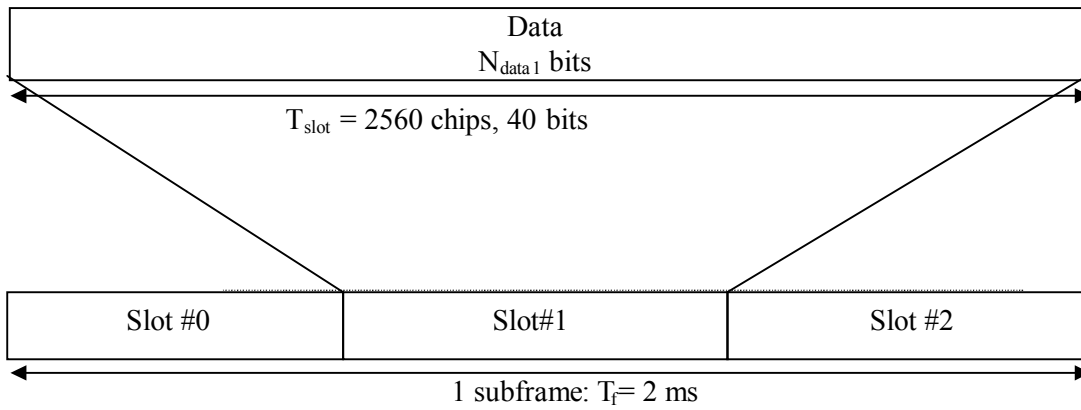 Data
N_data1 bits
T_slot = 2560 chips, 40 bits
Slot #0
Slot#1
Slot #2
1 subframe: T_f= 2 ms